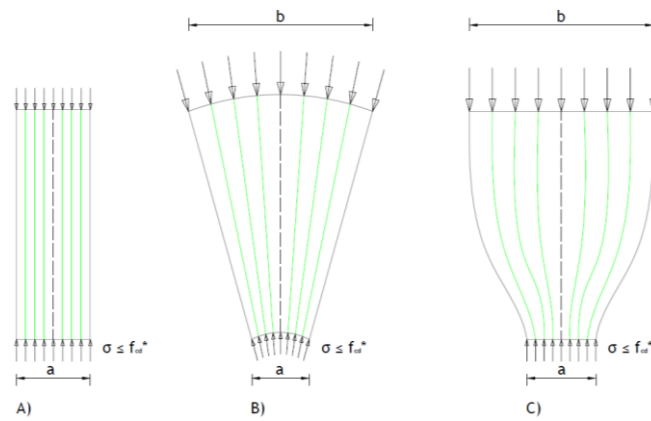 b
b
σ ≤ f_cd*
σ ≤ f_cd*
σ ≤ f_cd*
a
a
a
A)
B)
C)